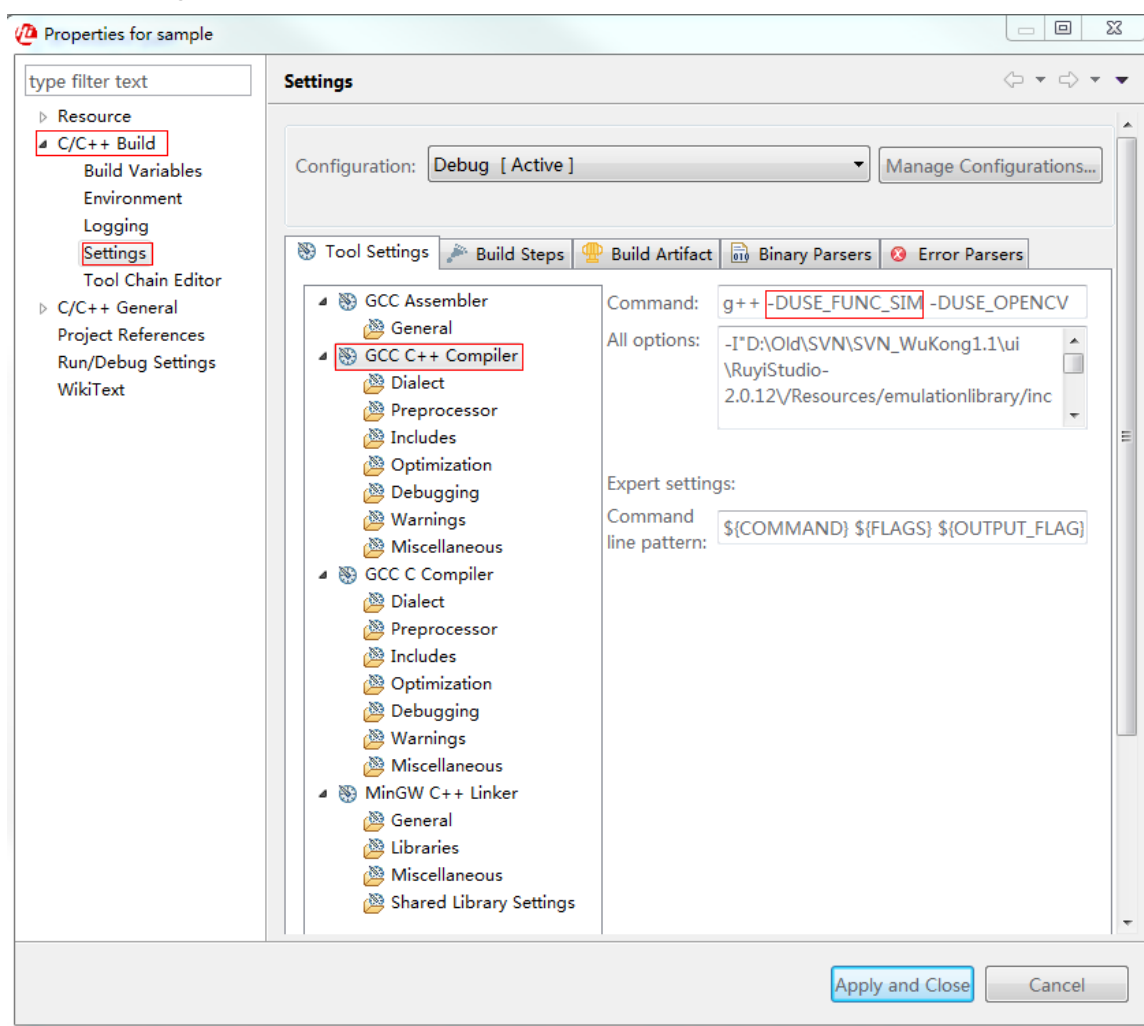 Properties for sample
type filter text
Resource
C/C++ Build
Build Variables
Environment
Logging
Settings
Tool Chain Editor
C/C++ General
Project References
Run/Debug Settings
WikiText
Settings
Configuration: Debug [ Active ] Manage Configurations...
Tool Settings Build Steps Build Artifact Binary Parsers Error Parsers
GCC Assembler
General
GCC C++ Compiler
Dialect
Preprocessor
Includes
Optimization
Debugging
Warnings
Miscellaneous
GCC C Compiler
Dialect
Preprocessor
Includes
Optimization
Debugging
Warnings
Miscellaneous
MinGW C++ Linker
General
Libraries
Miscellaneous
Shared Library Settings
Command: g++ -DUSE_FUNC_SIM -DUSE_OPENCV
All options: -I"D:\Old\SVN\SVN_WuKong1.1\ui
\RuyiStudio-
2.0.12\/Resources/emulationlibrary/inc
Expert settings:
Command
line pattern: ${COMMAND} ${FLAGS} ${OUTPUT_FLAG}
Apply and Close Cancel